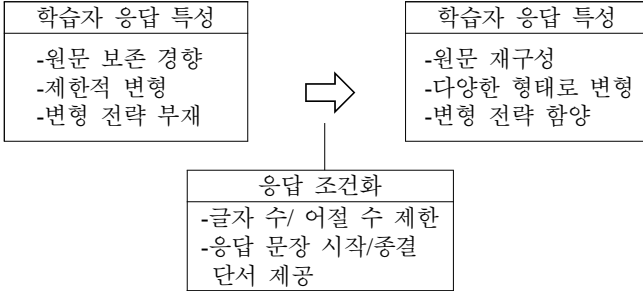 학습자 응답 특성
-원문 보존 경향
-제한적 변형
-변형 전략 부재
학습자 응답 특성
-원문 재구성
-다양한 형태로 변형
-변형 전략 함양
응답 조건화
-글자 수/ 어절 수 제한
-응답 문장 시작/종결
단서 제공